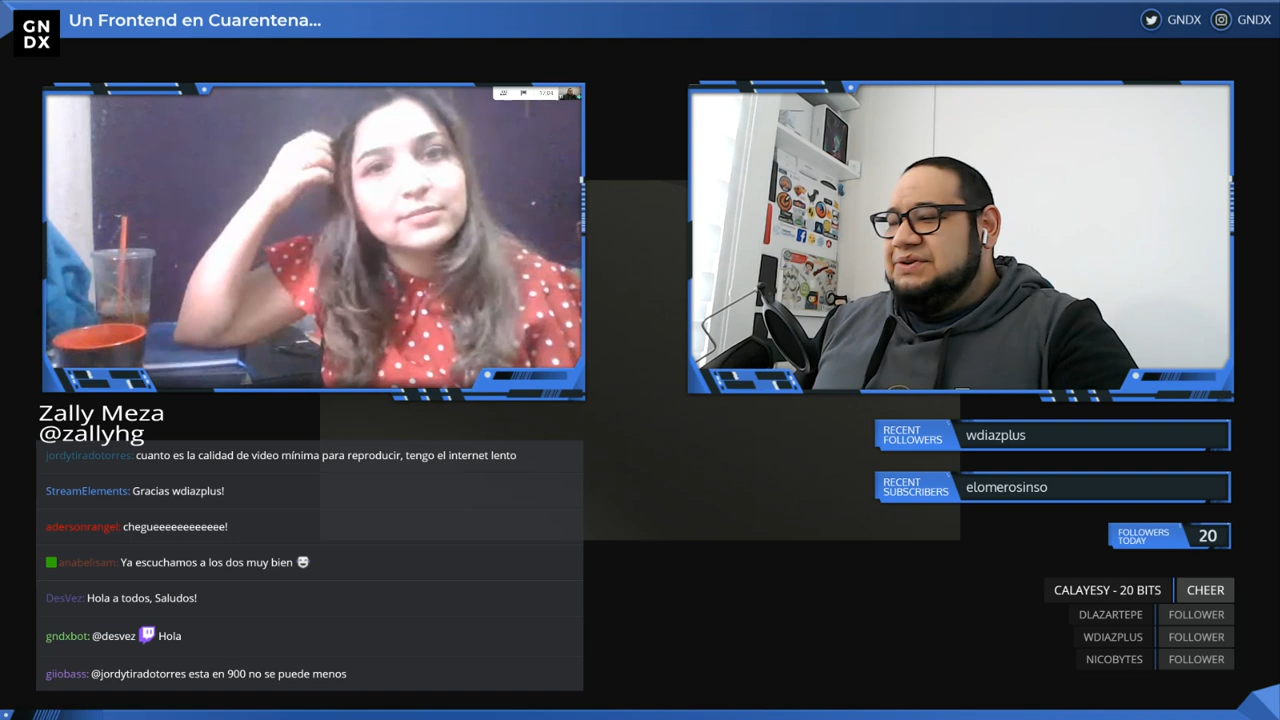 GN
DX
Un Frontend en Cuarentena...
GNDX
GNDX
17:04
Zally Meza
@zallyhg
jordytiradotorres: cuanto es la calidad de video mínima para reproducir, tengo el internet lento
StreamElements: Gracias wdiazplus!
adersonrangel: chegueeeeeeeeeeee!
anabelisam: Ya escuchamos a los dos muy bien
DesVez: Hola a todos, Saludos!
gndxbot: @desvez Hola
giiobass: @jordytiradotorres esta en 900 no se puede menos
RECENT
FOLLOWERS
wdiazplus
RECENT
SUBSCRIBERS
elomerosinso
FOLLOWERS
TODAY
20
CALAYESY - 20 BITS CHEER
DLAZARTEPE FOLLOWER
WDIAZPLUS FOLLOWER
NICOBYTES FOLLOWER